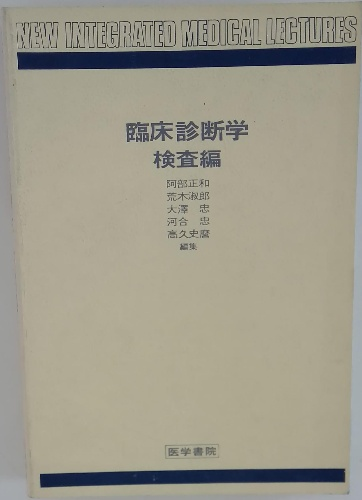 NEW INTEGRATED MEDICAL LECTURES
臨床診断学
検査編
阿部正和
荒木淑郎
大澤 忠
河合 忠
高久史麿
編集
医学書院